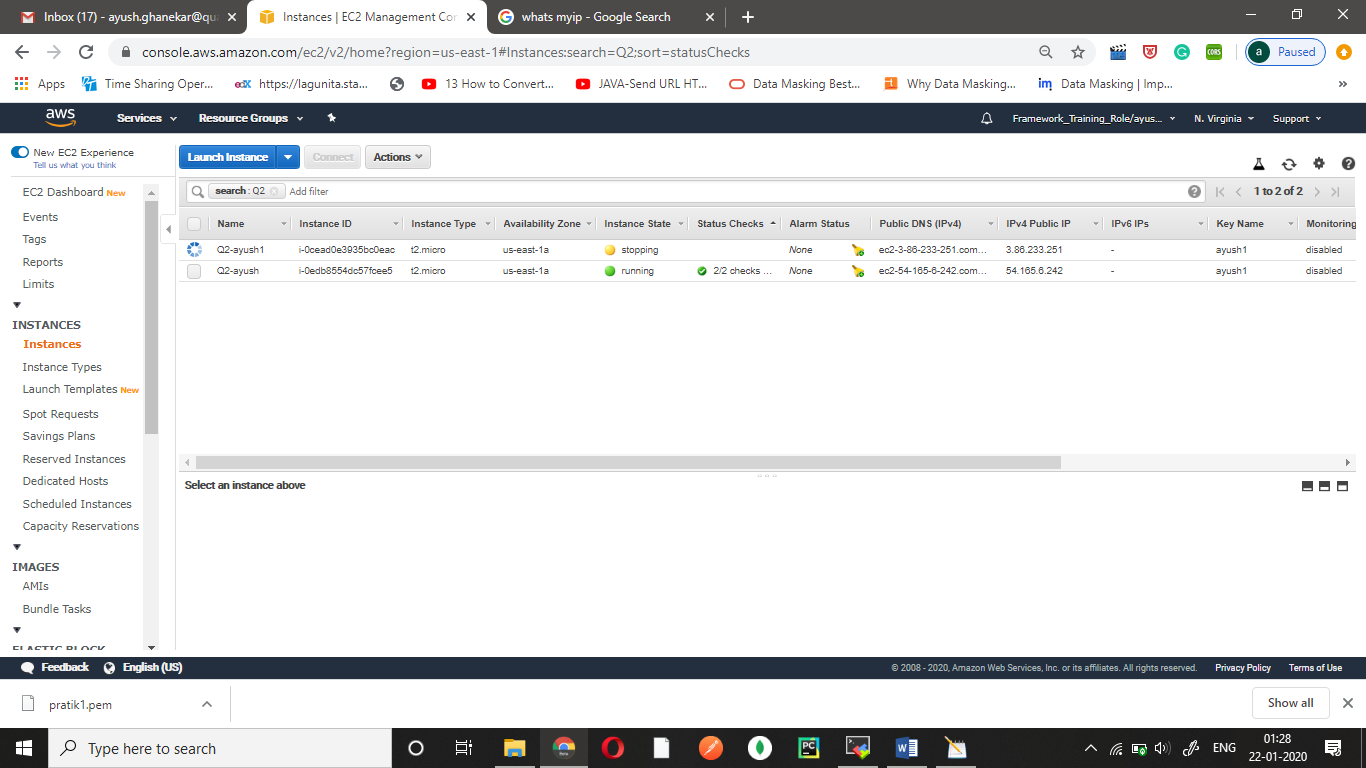 Inbox (17) - ayush.ghanekar@qu
Instances | EC2 Management Con
whats myip - Google Search
console.aws.amazon.com/ec2/v2/home?region=us-east-1#Instances:search=Q2;sort=statusChecks
CORS
a Paused
Apps Time Sharing Oper... edX https://lagunita.sta... 13 How to Convert... JAVA-Send URL HT... Data Masking Best... Why Data Masking... im Data Masking | Imp... »
aws Services Resource Groups Framework_Training_Role/ayus... N. Virginia Support
New EC2 Experience
Tell us what you think
Launch Instance Connect Actions
EC2 Dashboard New
search : Q2 Add filter 1 to 2 of 2
Events
Tags
Reports
Limits
INSTANCES
Instances
Instance Types
Launch Templates New
Spot Requests
Savings Plans
Reserved Instances
Dedicated Hosts
Scheduled Instances
Capacity Reservations
IMAGES
AMIs
Bundle Tasks
ELASTIC BLOCK
Name Instance ID Instance Type Availability Zone Instance State Status Checks Alarm Status Public DNS (IPv4) IPv4 Public IP IPv6 IPs Key Name Monitoring
Q2-ayush1 i-0cead0e3935bc0eac t2.micro us-east-1a stopping None ec2-3-86-233-251.com... 3.86.233.251 - ayush1 disabled
Q2-ayush i-0edb8554dc57fcee5 t2.micro us-east-1a running 2/2 checks ... None ec2-54-165-6-242.com... 54.165.6.242 - ayush1 disabled
Select an instance above
Feedback English (US) © 2008 - 2020, Amazon Web Services, Inc. or its affiliates. All rights reserved. Privacy Policy Terms of Use
pratik1.pem Show all
Type here to search
PC
ENG
01:28
22-01-2020